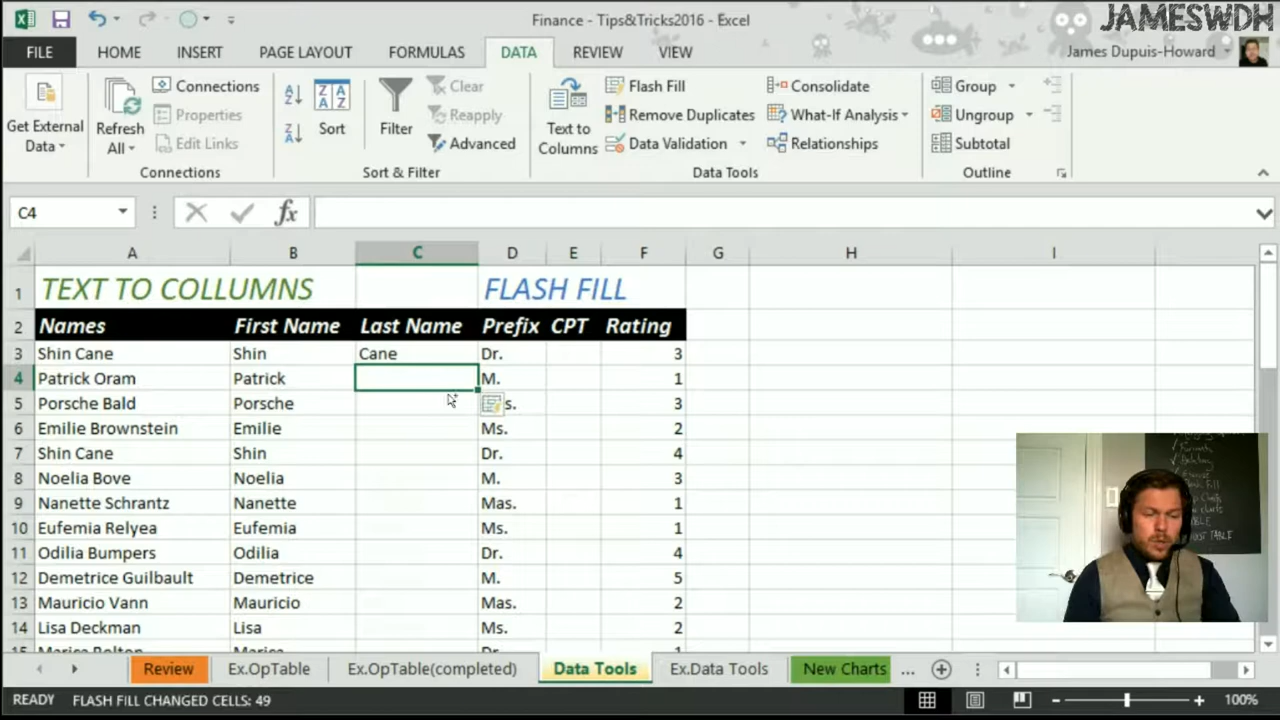 Finance - Tips&Tricks2016 - Excel
JAMESWDH
FILE HOME INSERT PAGE LAYOUT FORMULAS DATA REVIEW VIEW James Dupuis-Howard
Get External Data
Refresh All
Connections
Properties
Edit Links
Connections
Sort
Filter
Clear
Reapply
Advanced
Sort & Filter
Text to Columns
Flash Fill
Remove Duplicates
Data Validation
Consolidate
What-If Analysis
Relationships
Data Tools
Group
Ungroup
Subtotal
Outline
C4 fx
A B C D E F G H I
1 TEXT TO COLLUMNS FLASH FILL
2 Names First Name Last Name Prefix CPT Rating
3 Shin Cane Shin Cane Dr. 3
4 Patrick Oram Patrick M. 1
5 Porsche Bald Porsche s. 3
6 Emilie Brownstein Emilie Ms. 2
7 Shin Cane Shin Dr. 4
8 Noelia Bove Noelia M. 3
9 Nanette Schrantz Nanette Mas. 1
10 Eufemia Relyea Eufemia Ms. 1
11 Odilia Bumpers Odilia Dr. 4
12 Demetrice Guilbault Demetrice M. 5
13 Mauricio Vann Mauricio Mas. 2
14 Lisa Deckman Lisa Ms. 2
Review Ex.OpTable Ex.OpTable(completed) Data Tools Ex.Data Tools New Charts ...
READY FLASH FILL CHANGED CELLS: 49 100%